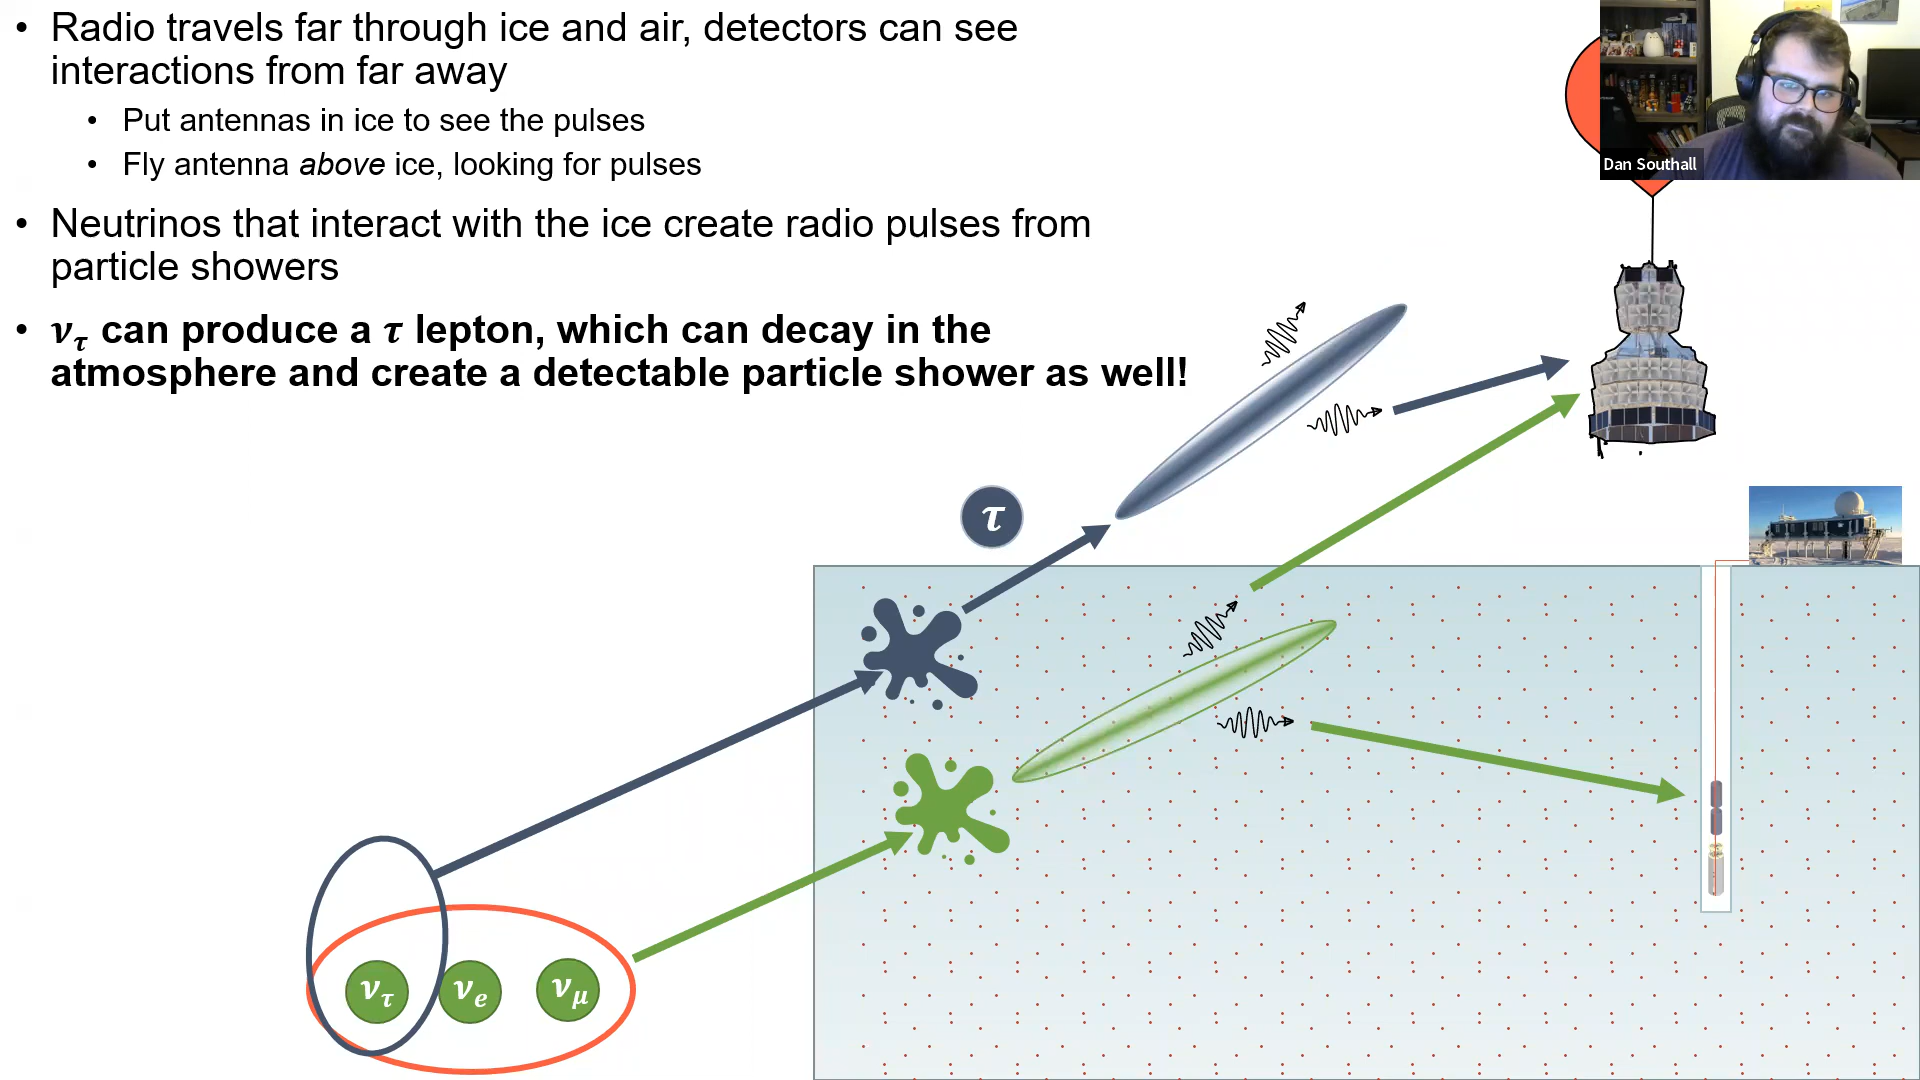 • Radio travels far through ice and air, detectors can see
interactions from far away
• Put antennas in ice to see the pulses
• Fly antenna above ice, looking for pulses
• Neutrinos that interact with the ice create radio pulses from
particle showers
• ντ can produce a τ lepton, which can decay in the
atmosphere and create a detectable particle shower as well!
Dan Southall
τ
ντ
νe
νμ